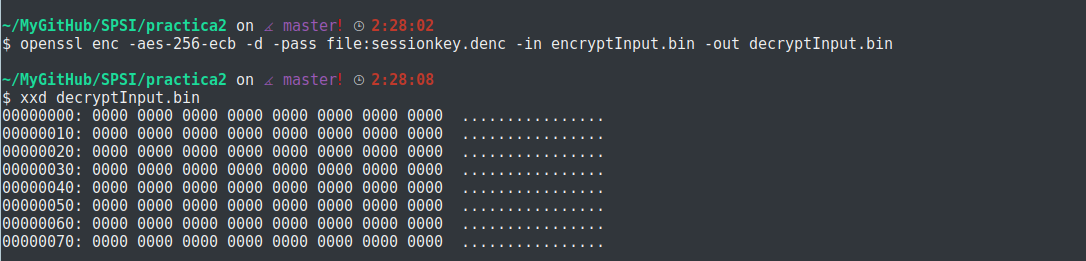 ~/MyGitHub/SPSI/practica2 on master! 2:28:02
$ openssl enc -aes-256-ecb -d -pass file:sessionkey.denc -in encryptInput.bin -out decryptInput.bin
~/MyGitHub/SPSI/practica2 on master! 2:28:08
$ xxd decryptInput.bin
00000000: 0000 0000 0000 0000 0000 0000 0000 0000  ................
00000010: 0000 0000 0000 0000 0000 0000 0000 0000  ................
00000020: 0000 0000 0000 0000 0000 0000 0000 0000  ................
00000030: 0000 0000 0000 0000 0000 0000 0000 0000  ................
00000040: 0000 0000 0000 0000 0000 0000 0000 0000  ................
00000050: 0000 0000 0000 0000 0000 0000 0000 0000  ................
00000060: 0000 0000 0000 0000 0000 0000 0000 0000  ................
00000070: 0000 0000 0000 0000 0000 0000 0000 0000  ................